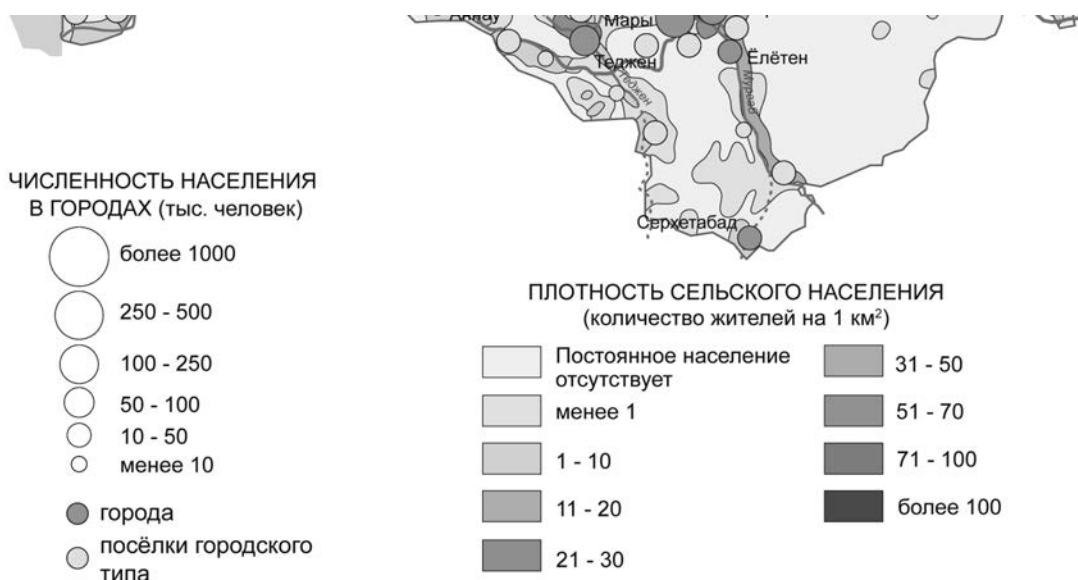 Мары
Теджен
Ёлётен
Теджен
Мургаб
Серхетабад
ЧИСЛЕННОСТЬ НАСЕЛЕНИЯ
В ГОРОДАХ (тыс. человек)
более 1000
250 - 500
100 - 250
50 - 100
10 - 50
менее 10
города
посёлки городского
типа
ПЛОТНОСТЬ СЕЛЬСКОГО НАСЕЛЕНИЯ
(количество жителей на 1 км²)
Постоянное население
отсутствует
менее 1
1 - 10
11 - 20
21 - 30
31 - 50
51 - 70
71 - 100
более 100